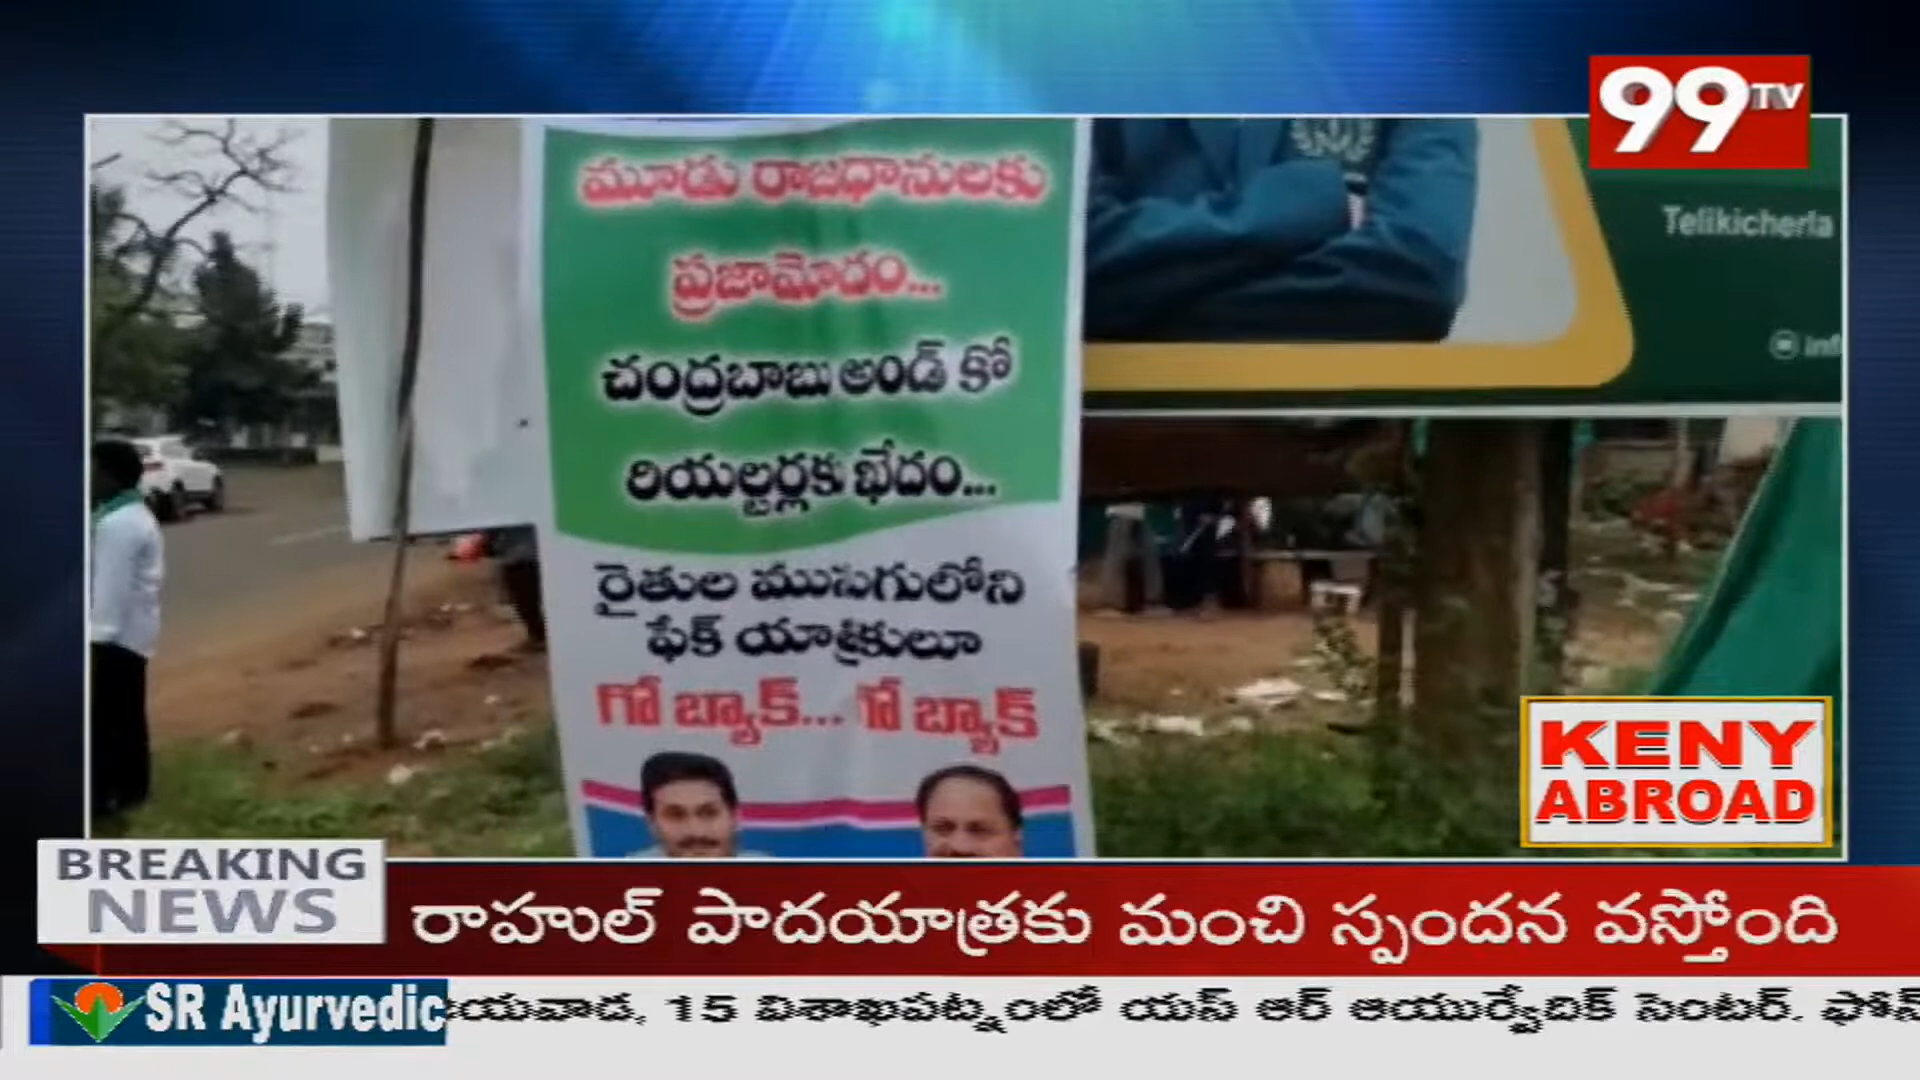 99TV
మూడు రాజధానులకు
ప్రజామోదం...
చంద్రబాబు అండ్ కో
రియల్టర్లకు ఖేదం...
రైతుల ముసుగులోని
ఫేక్ యాత్రికులూ
గో బ్యాక్... గో బ్యాక్
Telikicherla
inf
KENY
ABROAD
BREAKING
NEWS
రాహుల్ పాదయాత్రకు మంచి స్పందన వస్తోంది
SR Ayurvedic
యవాడ, 15 విశాఖపట్నంలో యస్ ఆర్ ఆయుర్వేదిక్ సెంటర్. ఫోన్